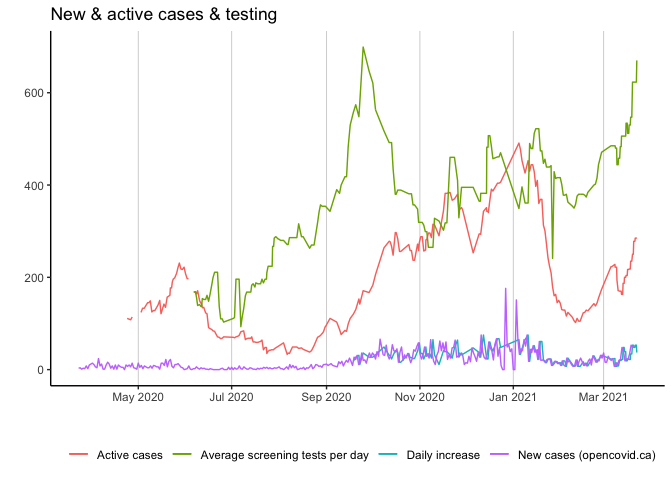 New & active cases & testing
600
400
200
0
May 2020 Jul 2020 Sep 2020 Nov 2020 Jan 2021 Mar 2021
Active cases Average screening tests per day Daily increase New cases (opencovid.ca)